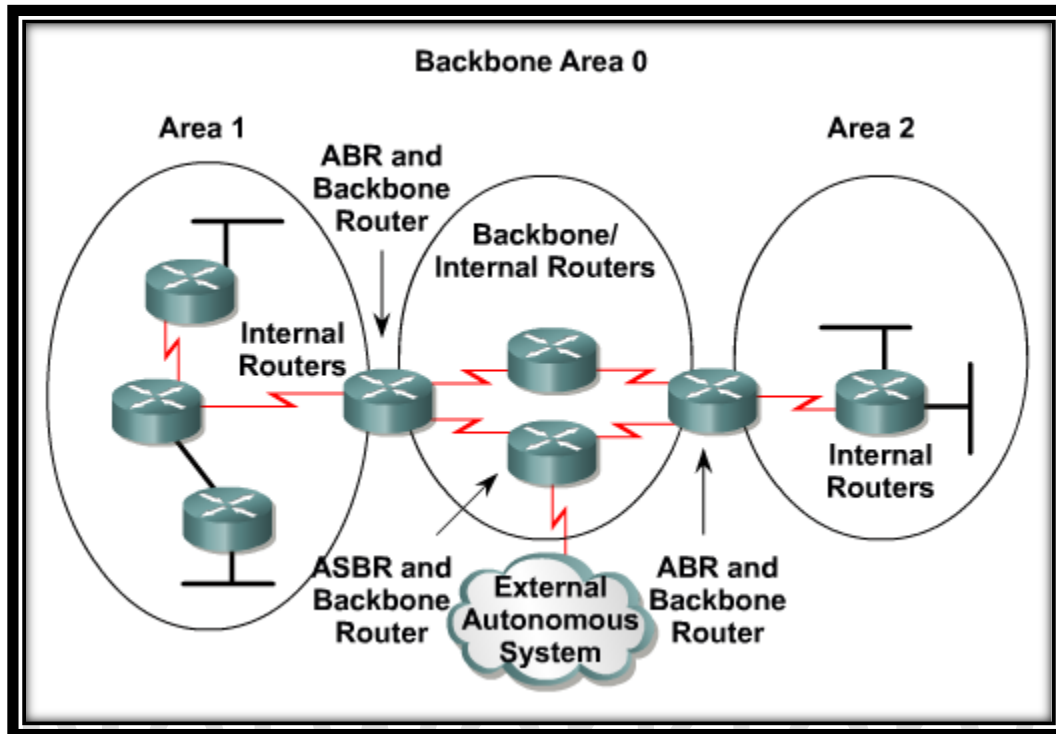 Backbone Area 0
Area 1
Area 2
ABR and
Backbone
Router
Backbone/
Internal Routers
Internal
Routers
Internal
Routers
ASBR and
Backbone
Router
External
Autonomous
System
ABR and
Backbone
Router